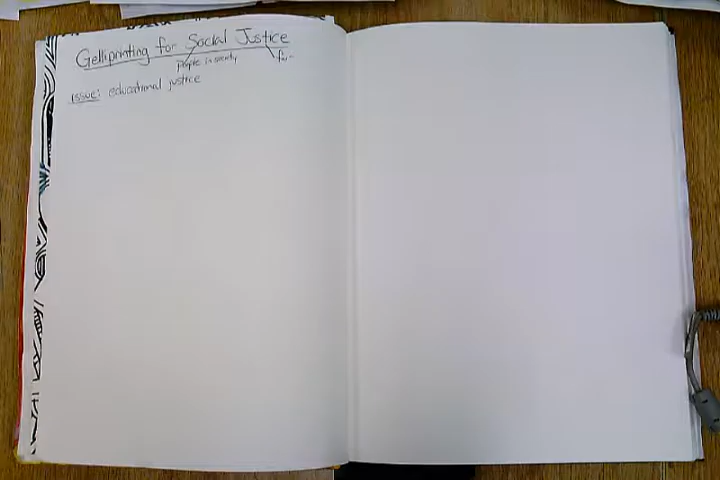 Gelliprinting for Social Justice
people in society
issue: educational justice